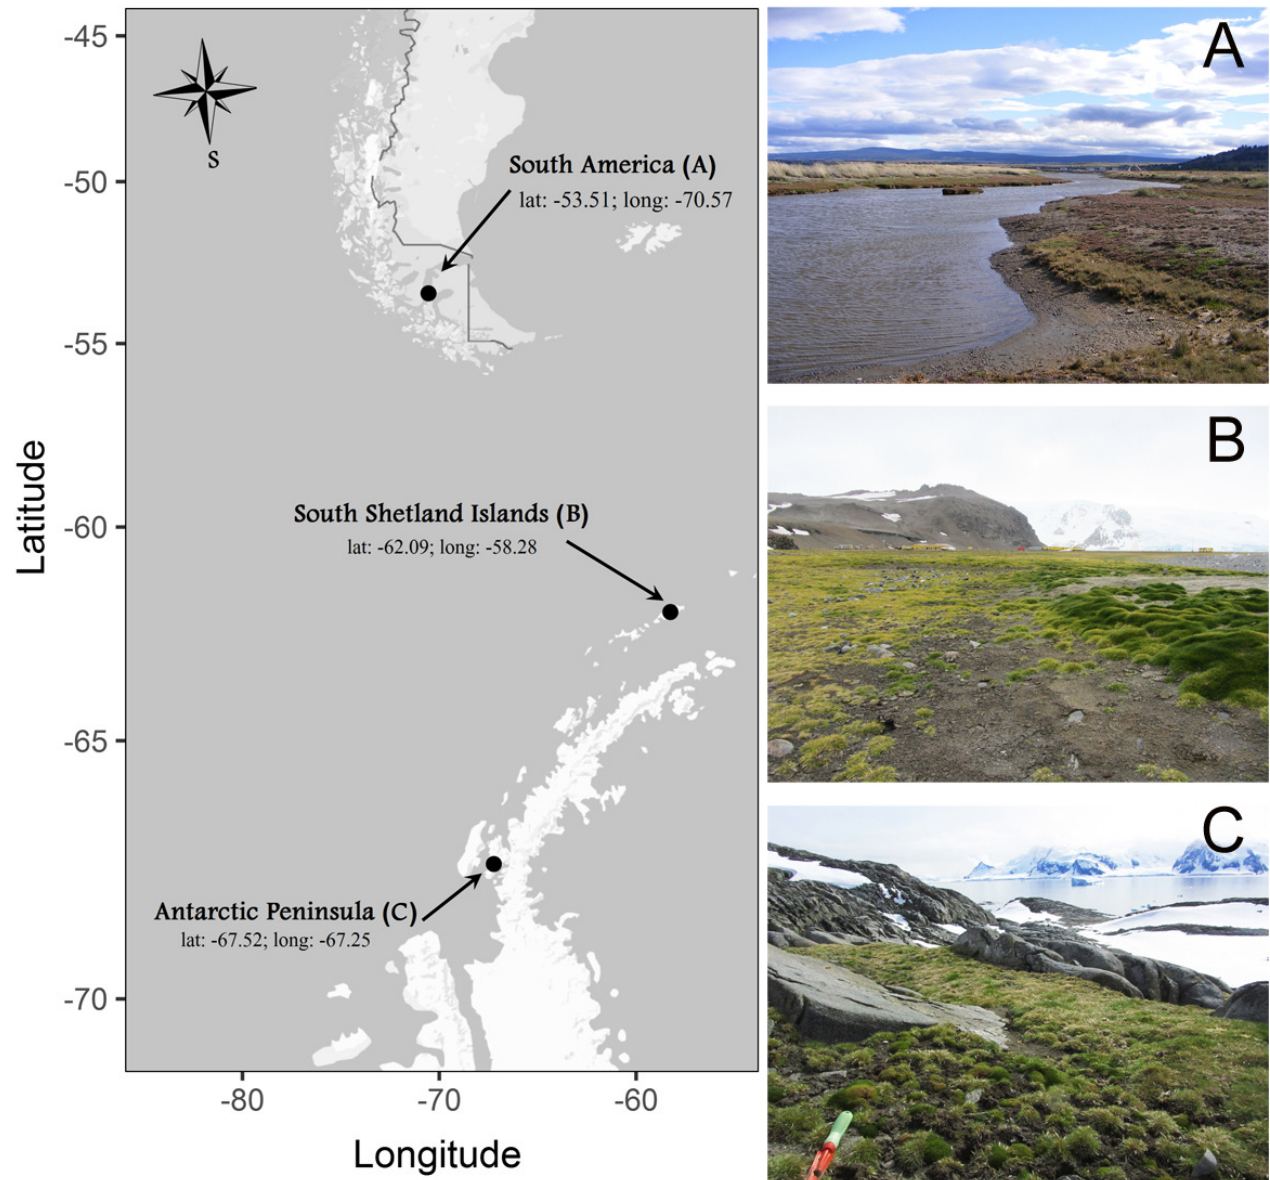 -45
-50
-55
-60
-65
-70
Latitude
S
South America (A)
lat: -53.51; long: -70.57
South Shetland Islands (B)
lat: -62.09; long: -58.28
Antarctic Peninsula (C)
lat: -67.52; long: -67.25
-80
-70
-60
Longitude
A
B
C